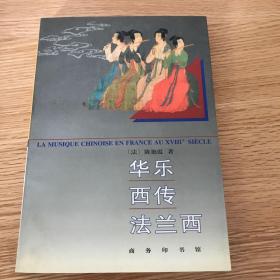 LA MUSIQUE CHINOISE EN FRANCE AU XVIIIᵉ SIÈCLE
〔法〕陈艳霞 著
华乐
西传
法兰西
商务印书馆